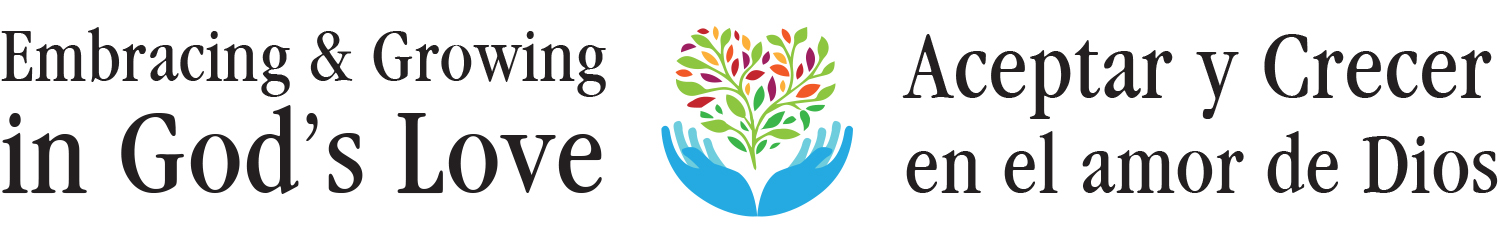 Embracing & Growing
in God’s Love
Aceptar y Crecer
en el amor de Dios